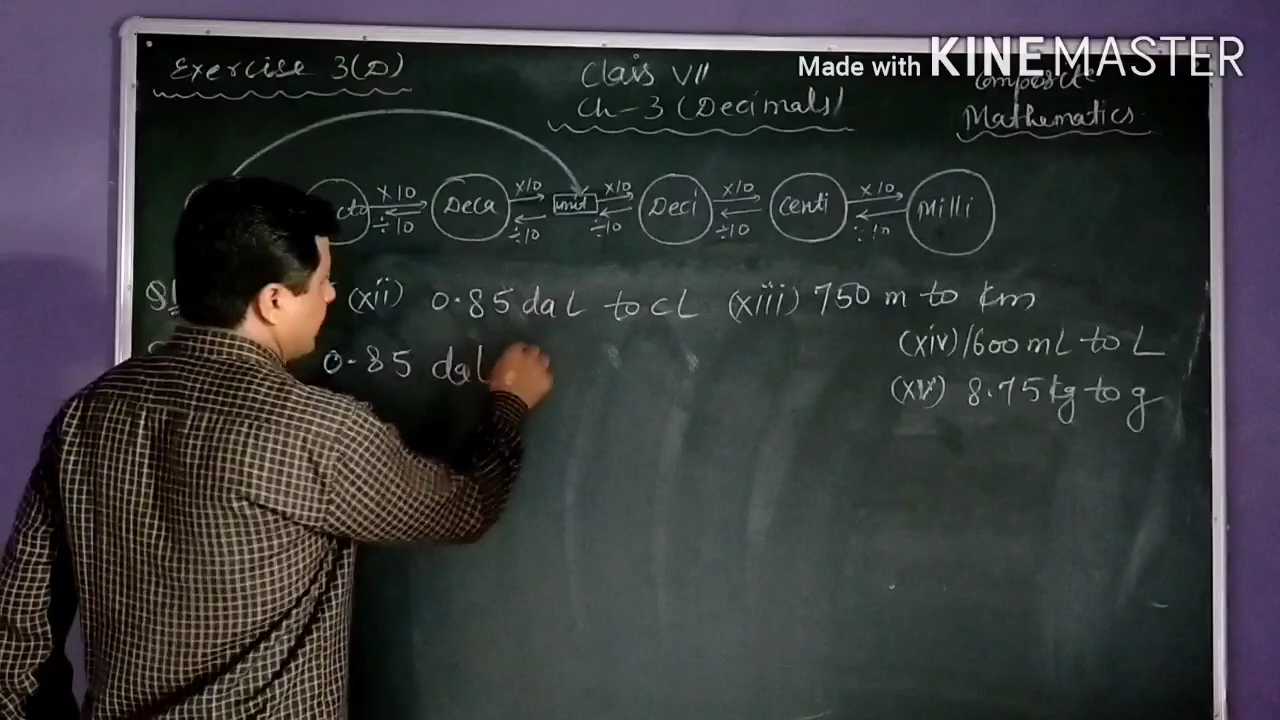 Made with KINEMASTER
Exercise 3(D) Class VII Composite
Ch-3 (Decimals) Mathematics
Deca unit Deci centi Milli
×10 ×10 ×10 ×10 ×10
÷10 ÷10 ÷10 ÷10 ÷10
(xii) 0.85 daL to cL (xiii) 750 m to Km
(xiv) 1600 mL to L
0.85 daL
(xv) 8.75 kg to g